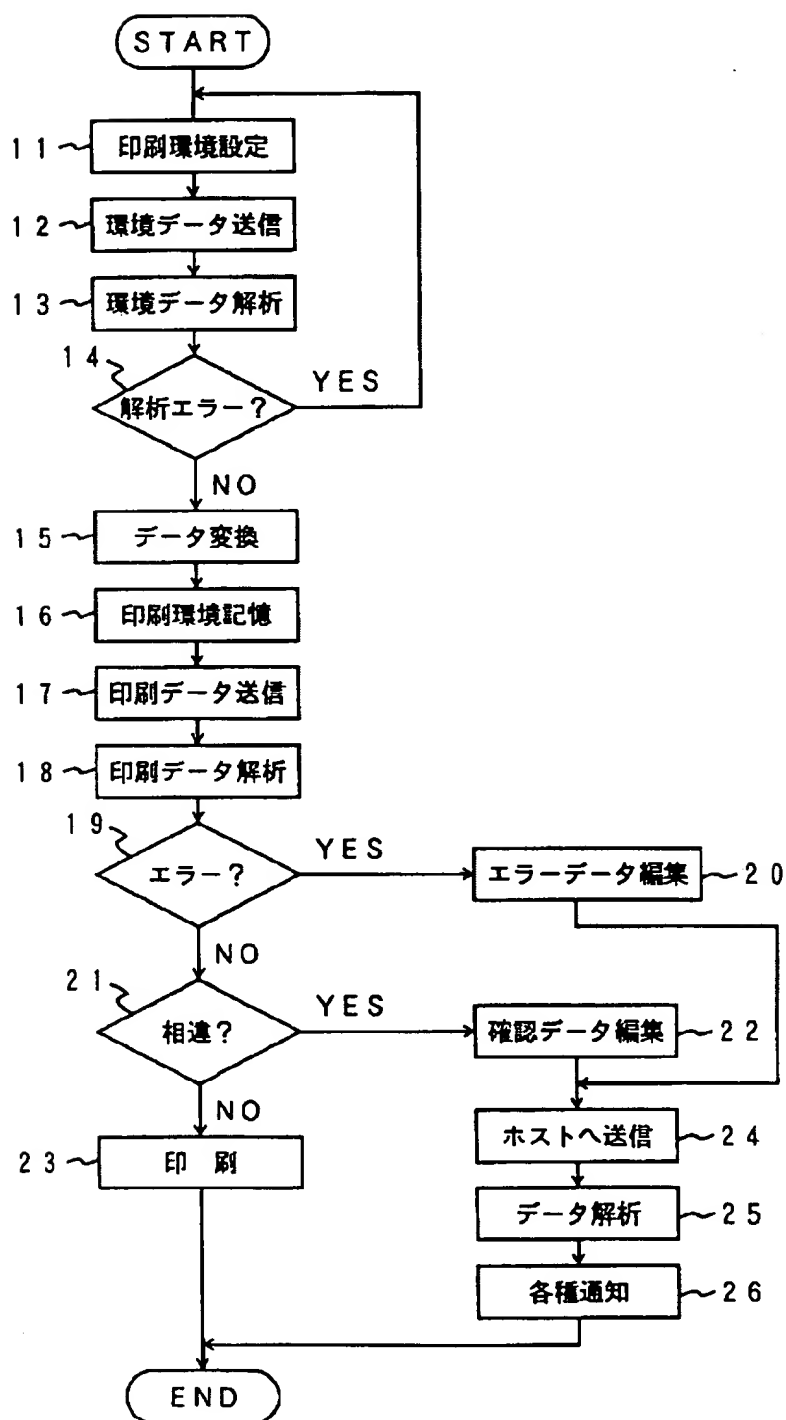 START
11 印刷環境設定
12 環境データ送信
13 環境データ解析
14
解析エラー?
YES
NO
15 データ変換
16 印刷環境記憶
17 印刷データ送信
18 印刷データ解析
19
エラー?
YES
エラーデータ編集 20
NO
21
相違?
YES
確認データ編集 22
NO
ホストへ送信 24
23 印 刷
データ解析 25
各種通知 26
END